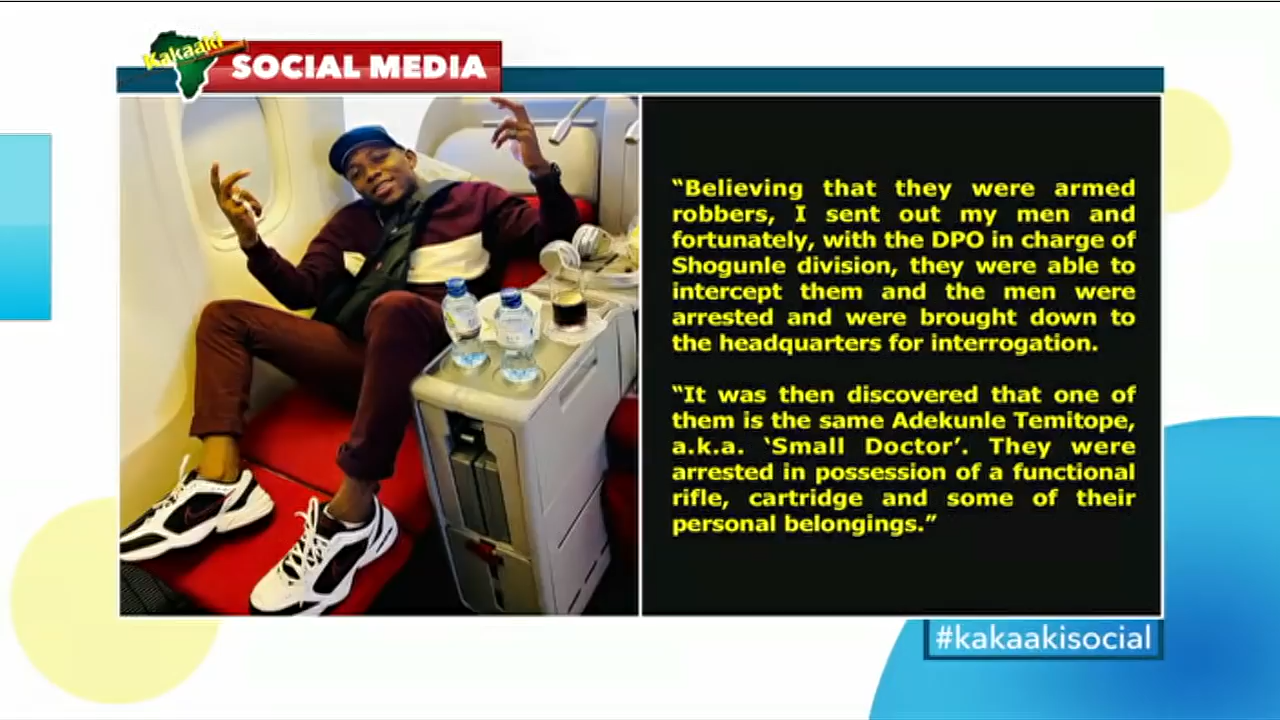 Kakaaki
SOCIAL MEDIA
“Believing that they were armed
robbers, I sent out my men and
fortunately, with the DPO in charge of
Shogunle division, they were able to
intercept them and the men were
arrested and were brought down to
the headquarters for interrogation.
“It was then discovered that one of
them is the same Adekunle Temitope,
a.k.a. ‘Small Doctor’. They were
arrested in possession of a functional
rifle, cartridge and some of their
personal belongings.”
#kakaakisocial